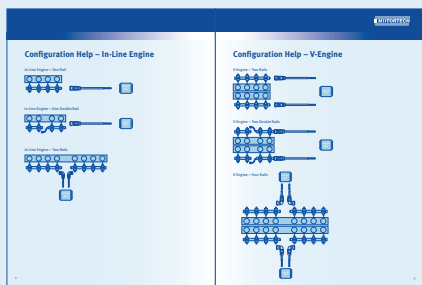 MOTORTECH
Configuration Help – In-Line Engine
In-Line Engine – One Rail
In-Line Engine – One Double Rail
In-Line Engine – Two Rails
Configuration Help – V-Engine
V-Engine – Two Rails
V-Engine – Two Double Rails
V-Engine – Four Rails